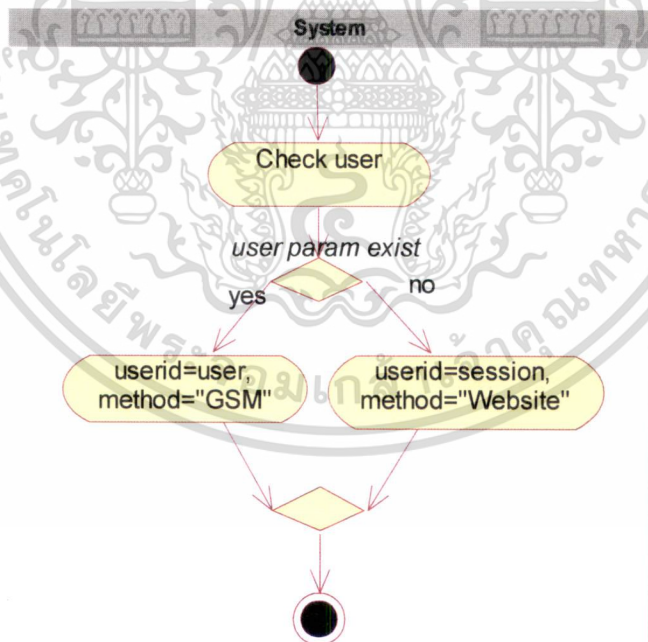 System
Check user
user param exist
yes
no
userid=user,
method="GSM"
userid=session,
method="Website"